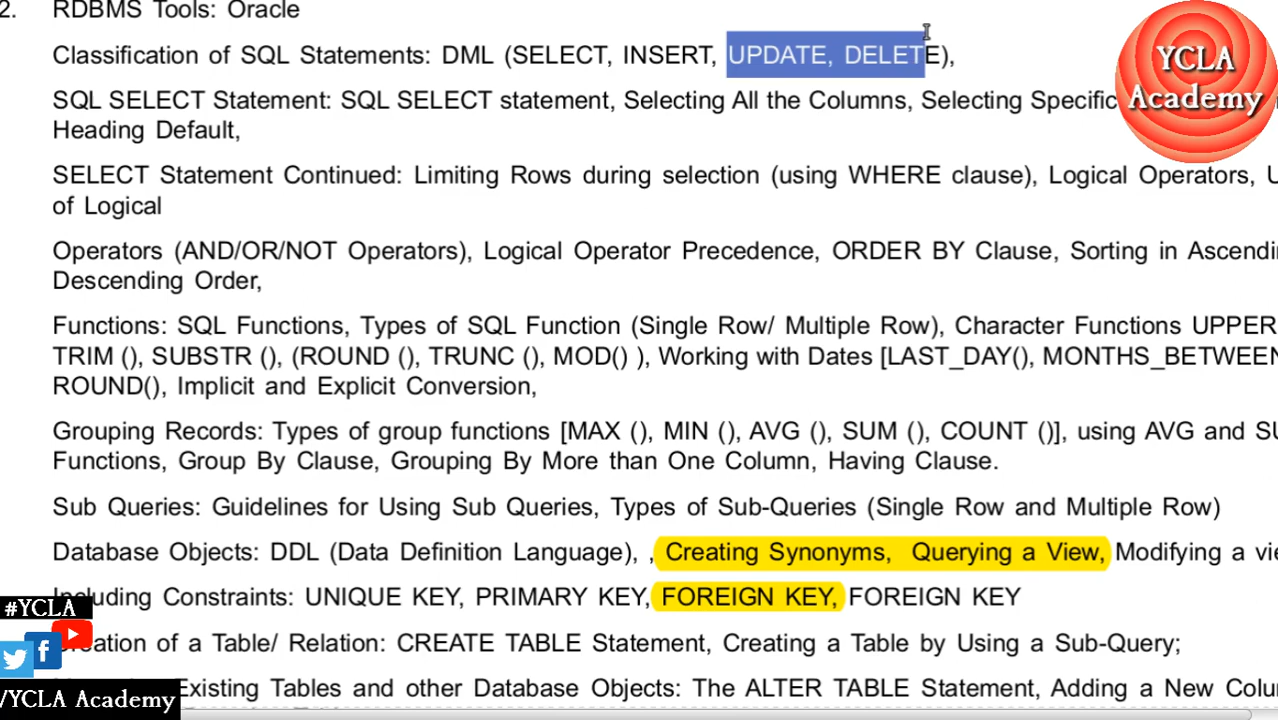 2. RDBMS Tools: Oracle
Classification of SQL Statements: DML (SELECT, INSERT, UPDATE, DELETE),
SQL SELECT Statement: SQL SELECT statement, Selecting All the Columns, Selecting Specific
Heading Default,
SELECT Statement Continued: Limiting Rows during selection (using WHERE clause), Logical Operators,
of Logical
Operators (AND/OR/NOT Operators), Logical Operator Precedence, ORDER BY Clause, Sorting in
Descending Order,
Functions: SQL Functions, Types of SQL Function (Single Row/ Multiple Row), Character Functions UPPER
TRIM (), SUBSTR (), (ROUND (), TRUNC (), MOD() ), Working with Dates [LAST_DAY(), MONTHS_BETWEEN
ROUND(), Implicit and Explicit Conversion,
Grouping Records: Types of group functions [MAX (), MIN (), AVG (), SUM (), COUNT ()], using AVG and
Functions, Group By Clause, Grouping By More than One Column, Having Clause.
Sub Queries: Guidelines for Using Sub Queries, Types of Sub-Queries (Single Row and Multiple Row)
Database Objects: DDL (Data Definition Language), , Creating Synonyms, Querying a View, Modifying a
Including Constraints: UNIQUE KEY, PRIMARY KEY, FOREIGN KEY, FOREIGN KEY
of a Table/ Relation: CREATE TABLE Statement, Creating a Table by Using a Sub-Query;
Existing Tables and other Database Objects: The ALTER TABLE Statement, Adding a New
YCLA
Academy
#YCLA
/YCLA Academy